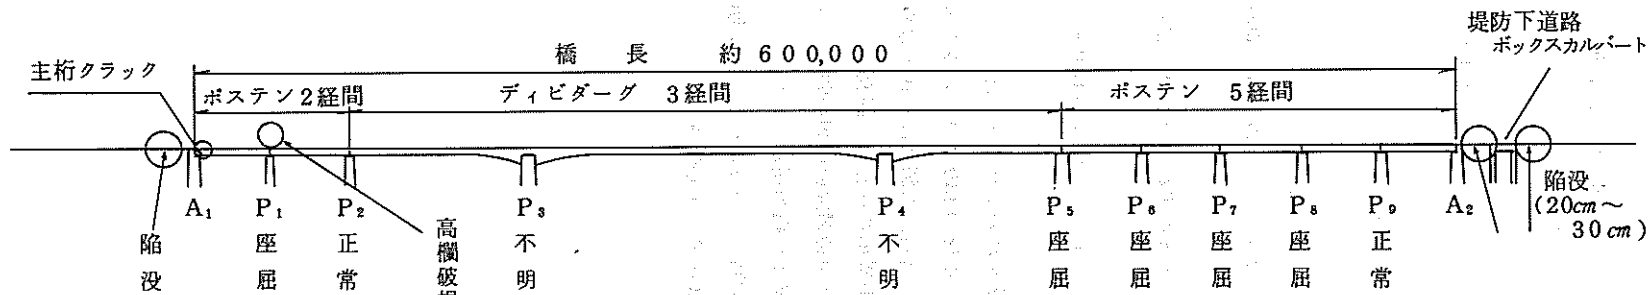 橋長 約600,000
堤防下道路
ボックスカルバート
主桁クラック
ポステン2経間
ディビダーグ 3経間
ポステン 5経間
A₁
P₁
P₂
P₃
P₄
P₅
P₆
P₇
P₈
P₉
A₂
陥没
座屈
正常
高欄破
不明
不明
座屈
座屈
座屈
座屈
正常
陥没
(20cm～
30cm)